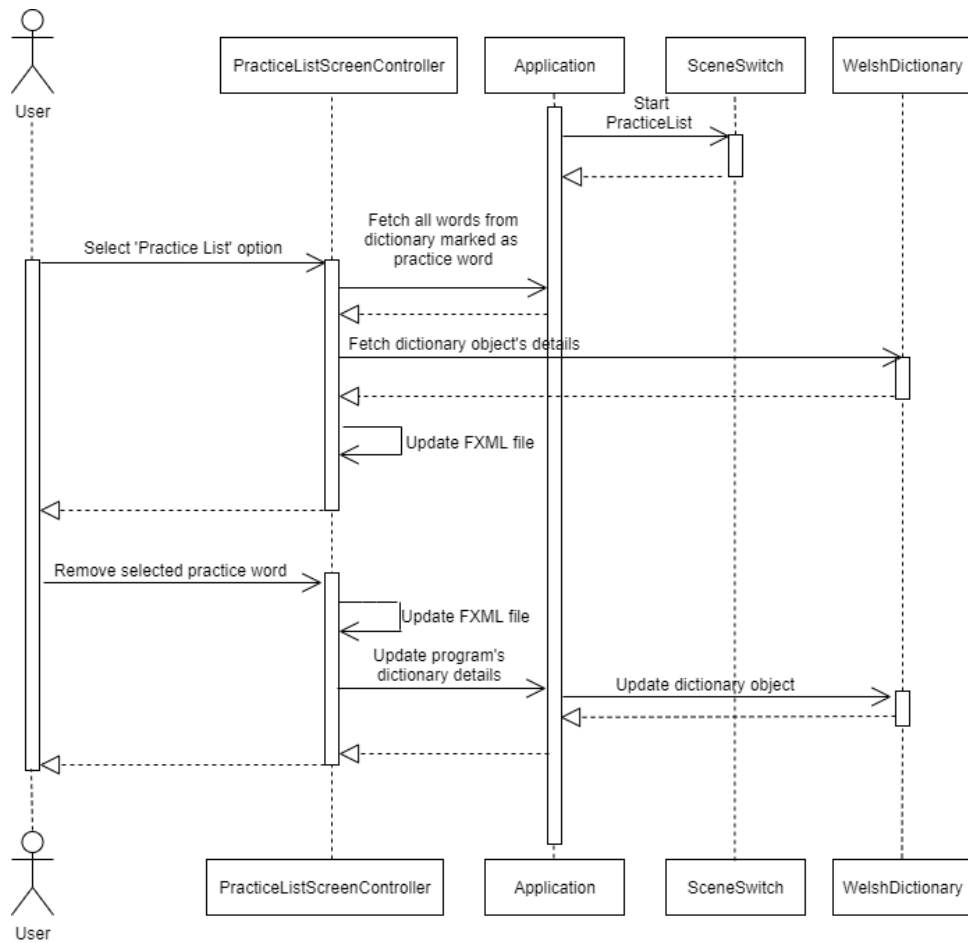 User
PracticeListScreenController
Application
SceneSwitch
WelshDictionary
Start
PracticeList
Fetch all words from
dictionary marked as
practice word
Select 'Practice List' option
Fetch dictionary object's details
Update FXML file
Remove selected practice word
Update FXML file
Update program's
dictionary details
Update dictionary object
PracticeListScreenController
Application
SceneSwitch
WelshDictionary
User